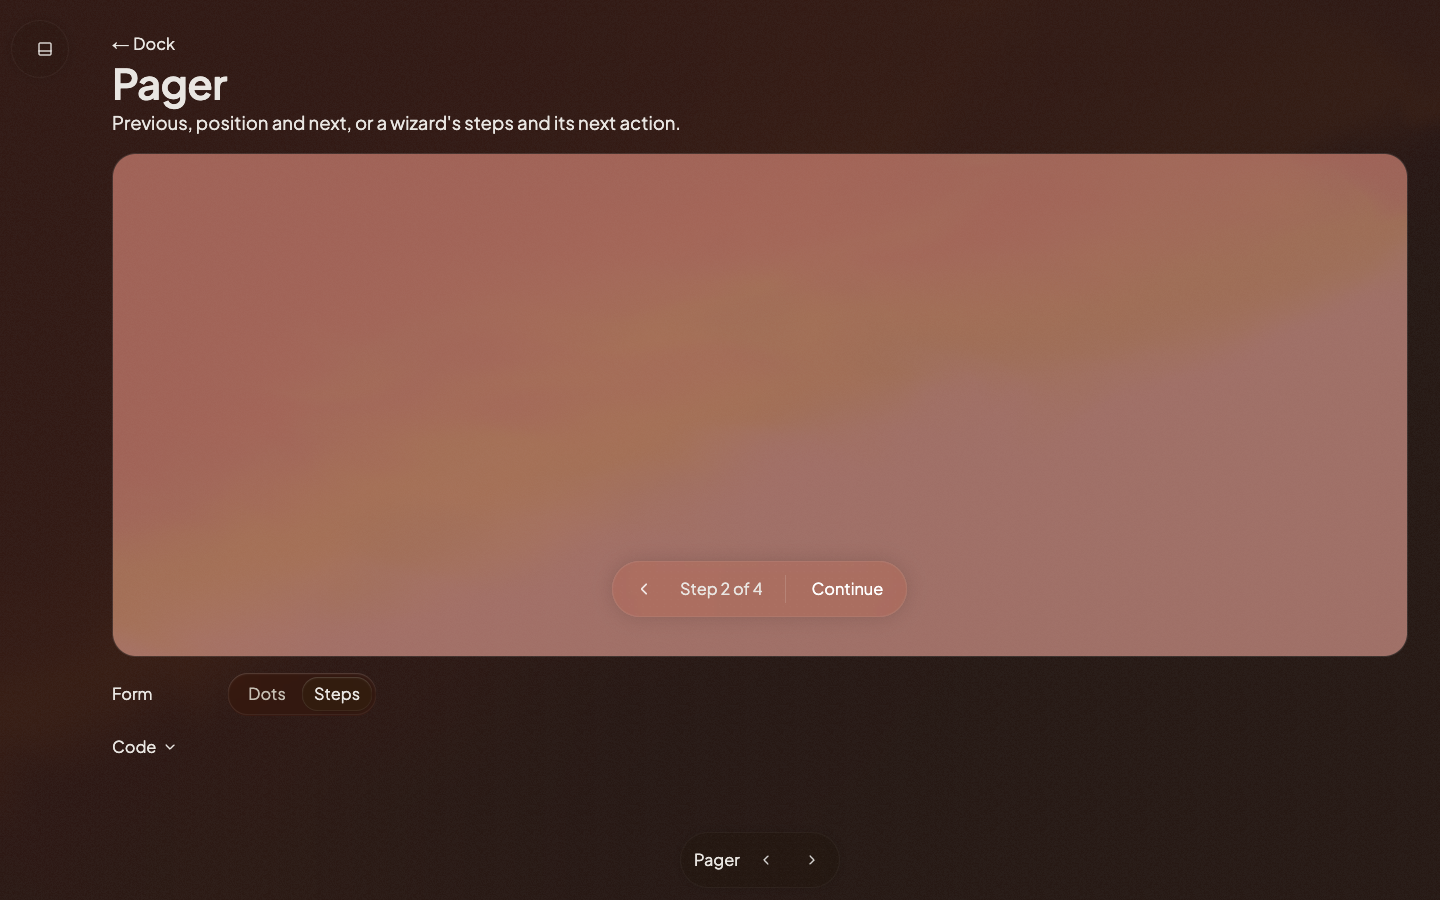 ← Dock
Pager
Previous, position and next, or a wizard's steps and its next action.
Step 2 of 4
Continue
Form
Dots
Steps
Code
Pager